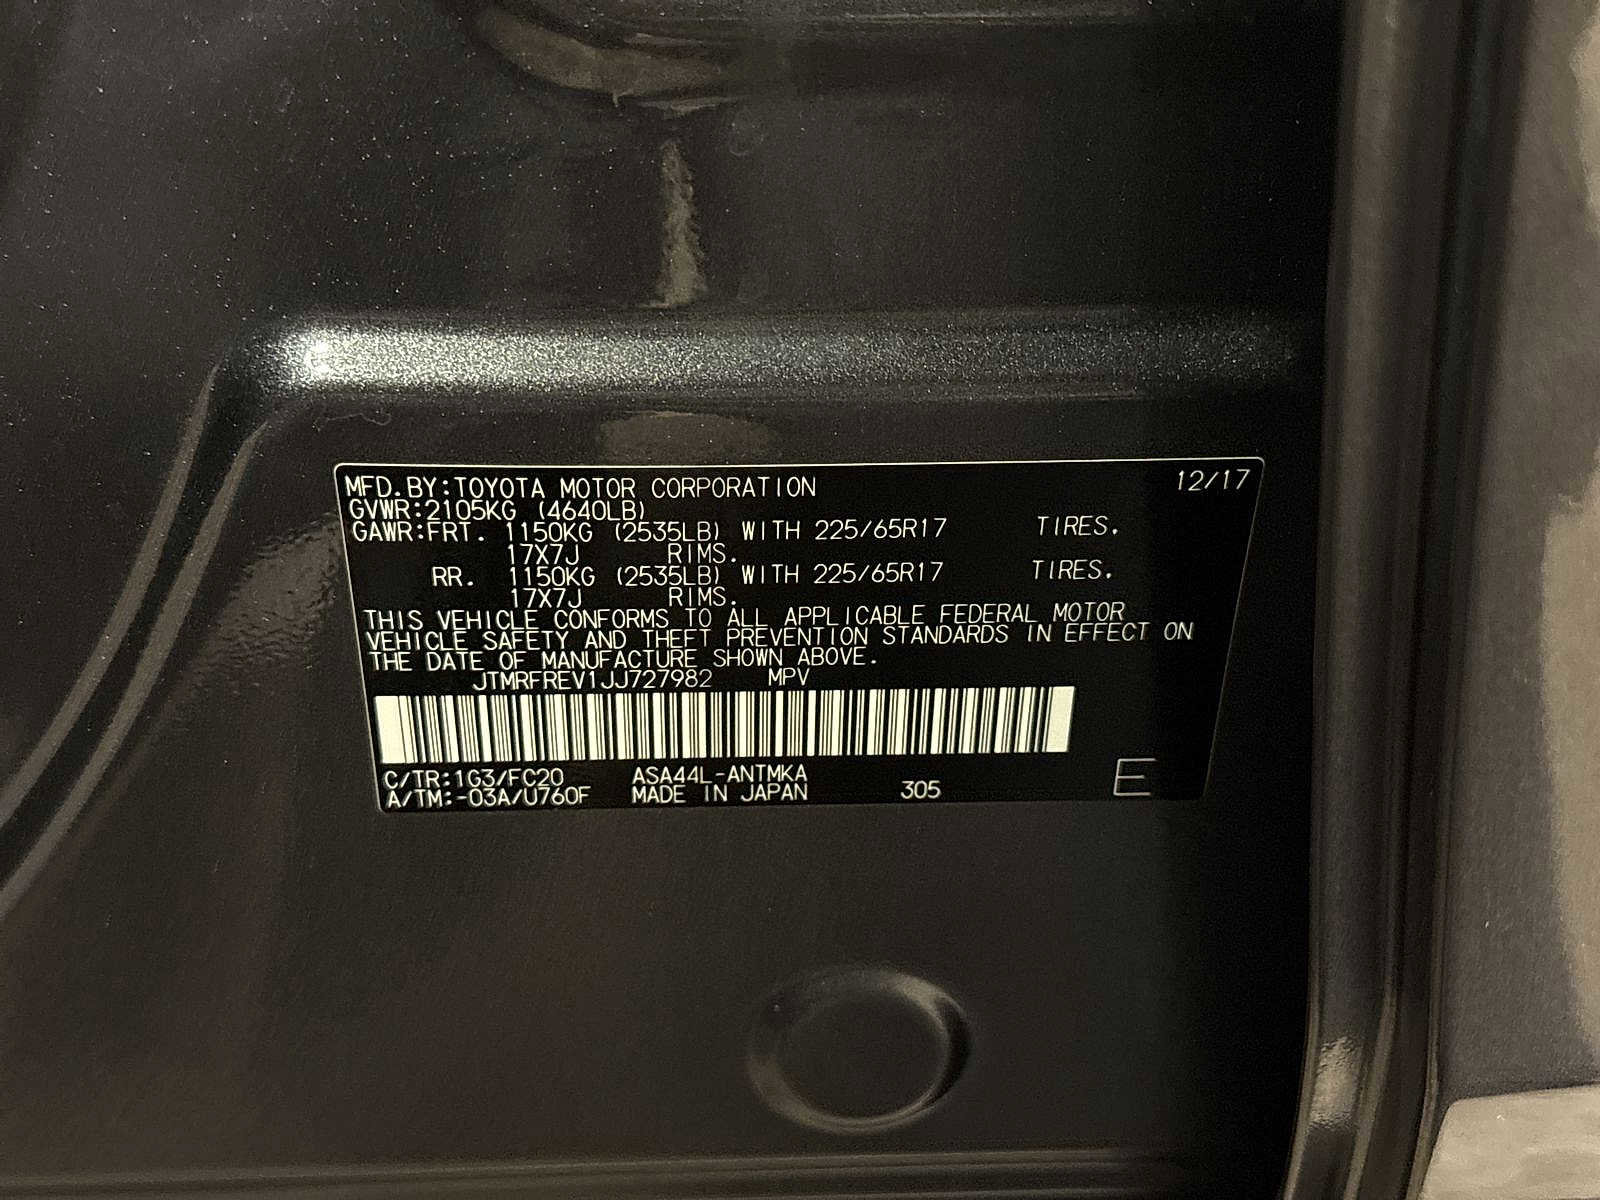 MFD.BY:TOYOTA MOTOR CORPORATION 12/17
GVWR:2105KG (4640LB)
GAWR:FRT. 1150KG (2535LB) WITH 225/65R17 TIRES.
17X7J RIMS.
RR. 1150KG (2535LB) WITH 225/65R17 TIRES.
17X7J RIMS.
THIS VEHICLE CONFORMS TO ALL APPLICABLE FEDERAL MOTOR
VEHICLE SAFETY AND THEFT PREVENTION STANDARDS IN EFFECT ON
THE DATE OF MANUFACTURE SHOWN ABOVE.
JTMRFREV1JJ727982 MPV
C/TR:1G3/FC20 ASA44L-ANTMKA
A/TM:-03A/U760F MADE IN JAPAN 305 E